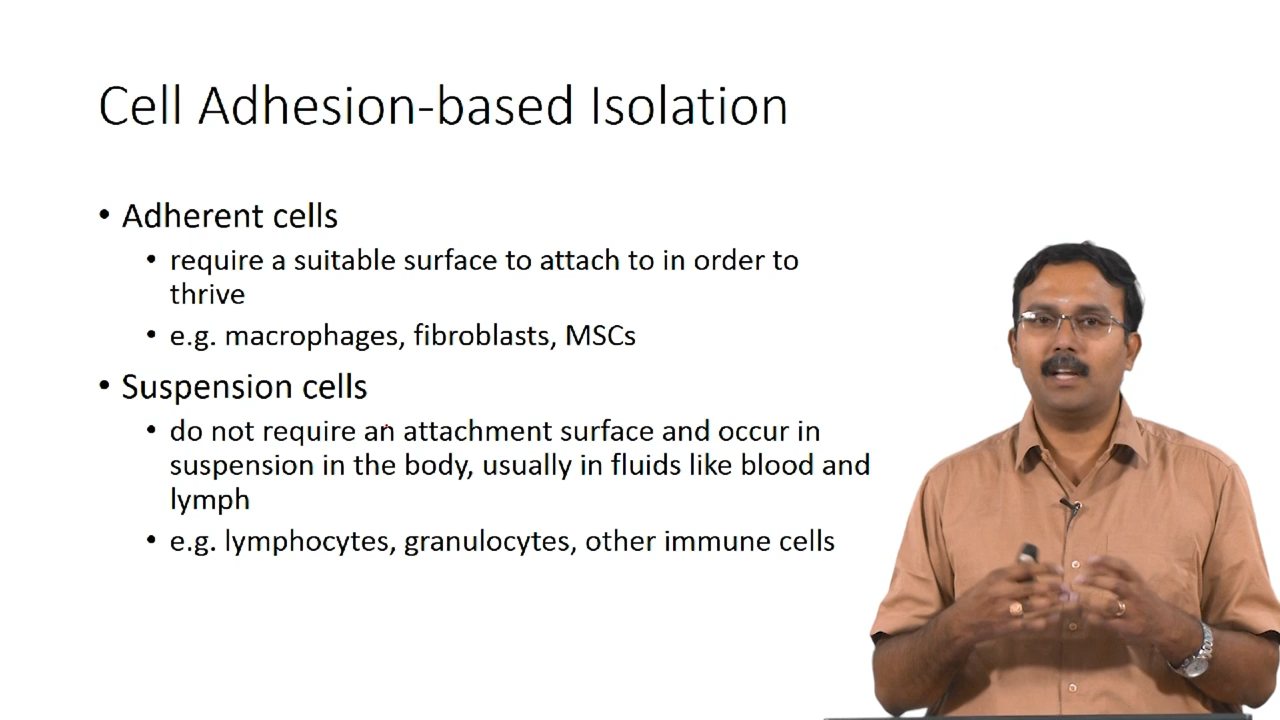 Cell Adhesion-based Isolation
• Adherent cells
• require a suitable surface to attach to in order to
thrive
• e.g. macrophages, fibroblasts, MSCs
• Suspension cells
• do not require an attachment surface and occur in
suspension in the body, usually in fluids like blood and
lymph
• e.g. lymphocytes, granulocytes, other immune cells